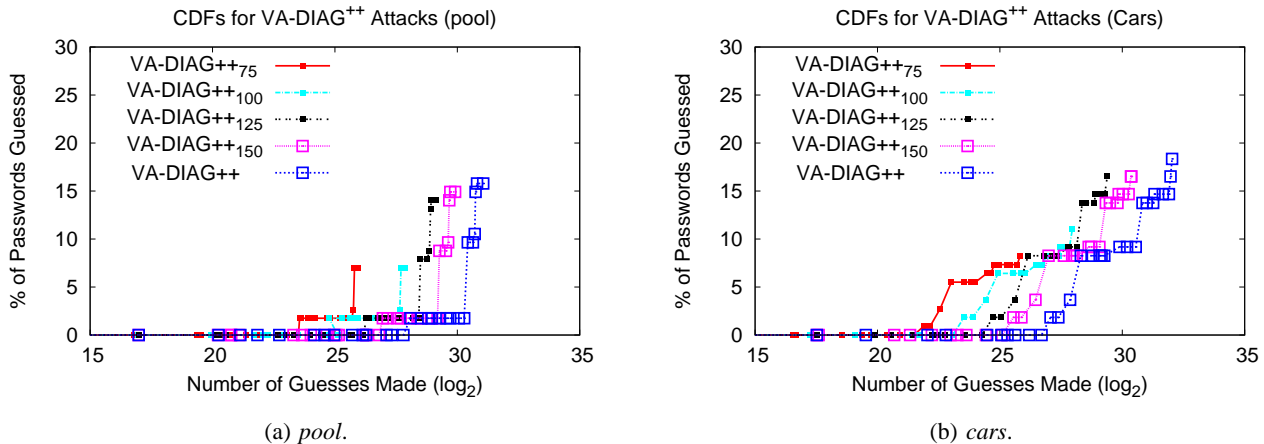 CDFs for VA-DIAG++ Attacks (pool)
30
25
20
15
10
5
0
15 20 25 30 35
% of Passwords Guessed
Number of Guesses Made (log2)
VA-DIAG++75
VA-DIAG++100
VA-DIAG++125
VA-DIAG++150
VA-DIAG++
(a) pool.
CDFs for VA-DIAG++ Attacks (Cars)
30
25
20
15
10
5
0
15 20 25 30 35
% of Passwords Guessed
Number of Guesses Made (log2)
VA-DIAG++75
VA-DIAG++100
VA-DIAG++125
VA-DIAG++150
VA-DIAG++
(b) cars.